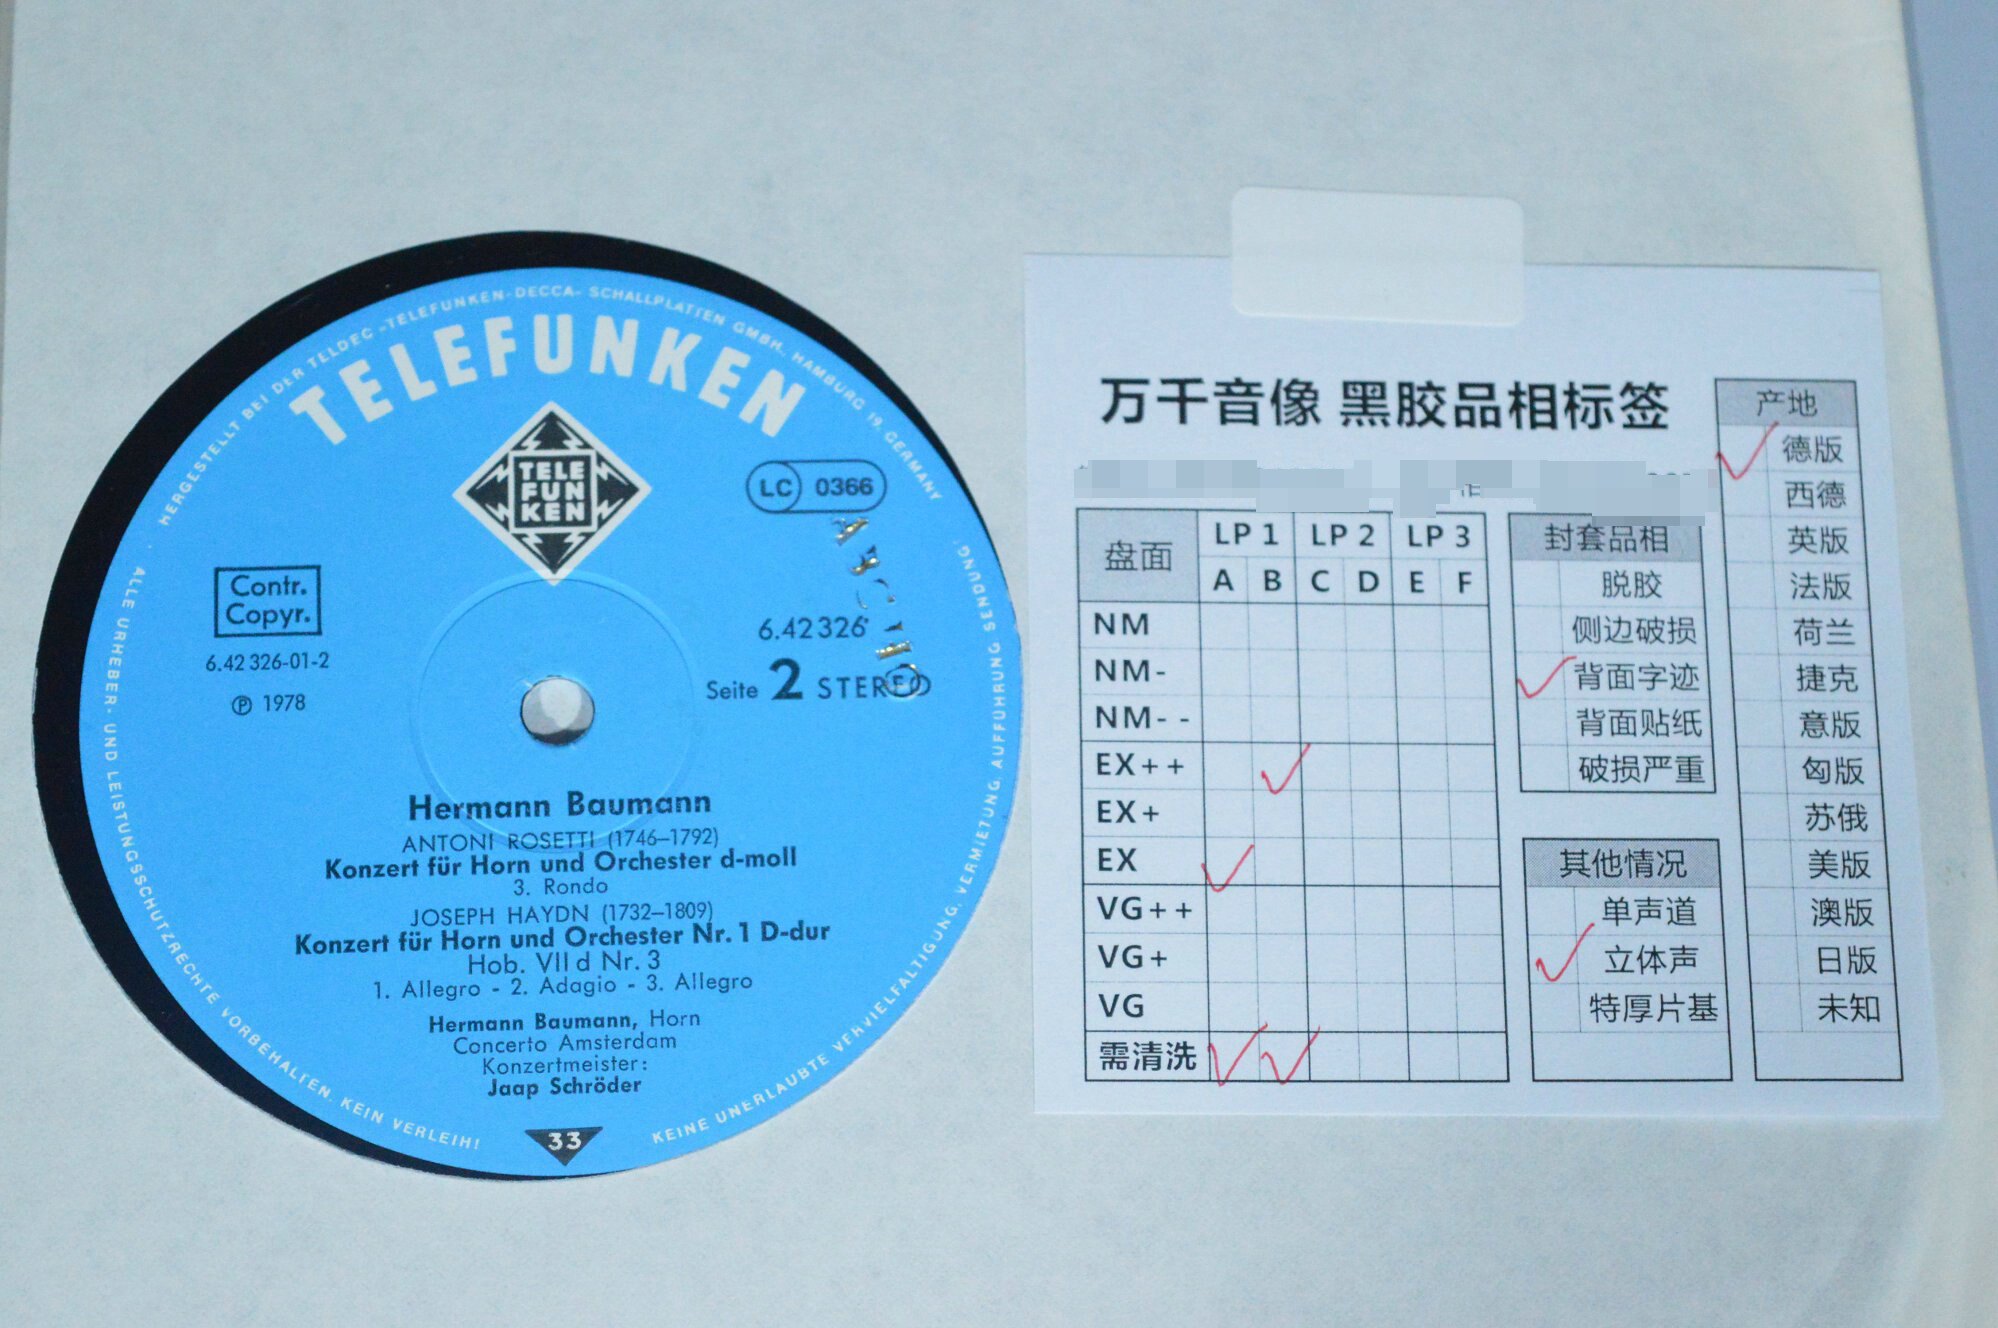 HERGESTELLT BEI DER TELDEC »TELEFUNKEN-DECCA« SCHALLPLATTEN GMBH., HAMBURG 19, GERMANY
TELEFUNKEN
TELE
FUN
KEN
LC 0366
Contr.
Copyr.
6.42 326-01-2
Ⓟ 1978
6.42326
Seite 2 STEREO
Hermann Baumann
ANTONI ROSETTI (1746–1792)
Konzert für Horn und Orchester d-moll
3. Rondo
JOSEPH HAYDN (1732–1809)
Konzert für Horn und Orchester Nr. 1 D-dur
Hob. VII d Nr. 3
1. Allegro - 2. Adagio - 3. Allegro
Hermann Baumann, Horn
Concerto Amsterdam
Konzertmeister:
Jaap Schröder
33
ALLE URHEBER- UND LEISTUNGSSCHUTZRECHTE VORBEHALTEN. KEIN VERLEIH!
KEINE UNERLAUBTE VERVIELFÄLTIGUNG, VERMIETUNG, AUFFÜHRUNG, SENDUNG!
万千音像 黑胶品相标签
盘面 LP 1 LP 2 LP 3
A B C D E F
NM
NM-
NM--
EX++
EX+
EX
VG++
VG+
VG
需清洗
封套品相
脱胶
侧边破损
背面字迹
背面贴纸
破损严重
其他情况
单声道
立体声
特厚片基
产地
德版
西德
英版
法版
荷兰
捷克
意版
匈版
苏俄
美版
澳版
日版
未知